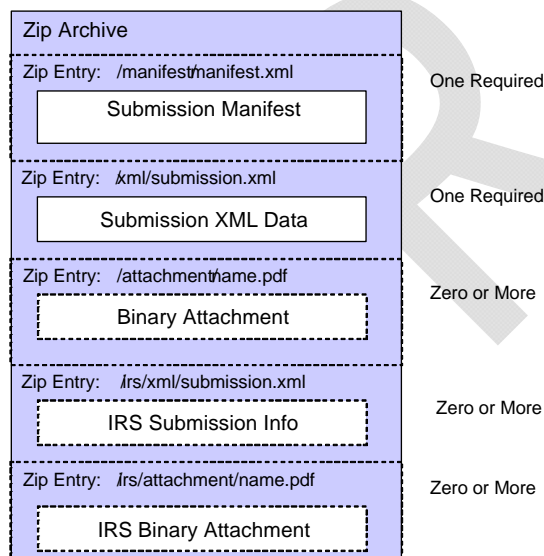 Zip Archive
Zip Entry: /manifest/manifest.xml
One Required
Submission Manifest
Zip Entry: /xml/submission.xml
One Required
Submission XML Data
Zip Entry: /attachment/name.pdf
Zero or More
Binary Attachment
Zip Entry: /irs/xml/submission.xml
Zero or More
IRS Submission Info
Zip Entry: /irs/attachment/name.pdf
Zero or More
IRS Binary Attachment